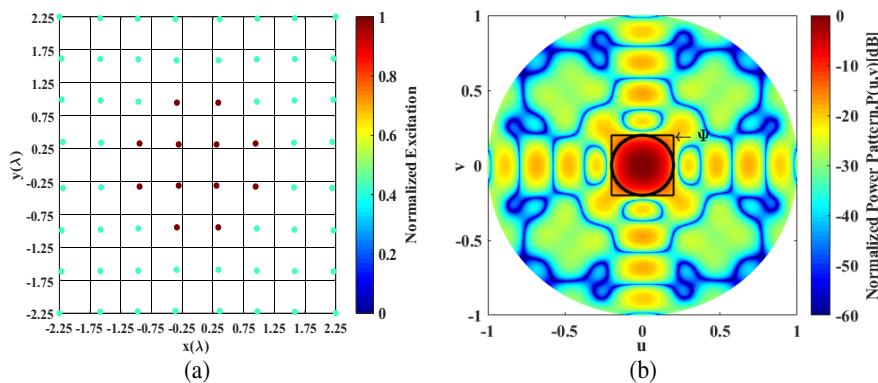 2.25
1.75
1.25
0.75
0.25
-0.25
-0.75
-1.25
-1.75
-2.25
y(λ)
-2.25 -1.75 -1.25 -0.75 -0.25 0.25 0.75 1.25 1.75 2.25
x(λ)
1
0.8
0.6
0.4
0.2
0
Normalized Excitation
(a)
1
0.5
0
-0.5
-1
v
← Ψ
-1 -0.5 0 0.5 1
u
0
-10
-20
-30
-40
-50
-60
Normalized Power Pattern,P(u,v)[dB]
(b)